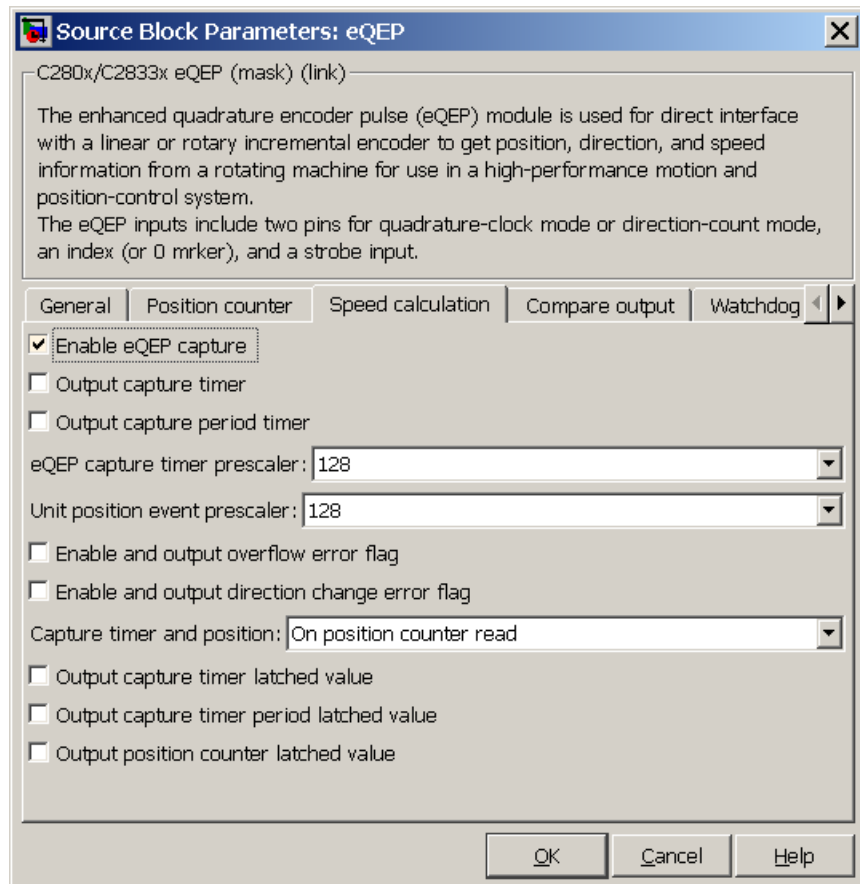 Source Block Parameters: eQEP
C280x/C2833x eQEP (mask) (link)
The enhanced quadrature encoder pulse (eQEP) module is used for direct interface
with a linear or rotary incremental encoder to get position, direction, and speed
information from a rotating machine for use in a high-performance motion and
position-control system.
The eQEP inputs include two pins for quadrature-clock mode or direction-count mode,
an index (or 0 mrker), and a strobe input.
General Position counter Speed calculation Compare output Watchdog
Enable eQEP capture
Output capture timer
Output capture period timer
eQEP capture timer prescaler: 128
Unit position event prescaler: 128
Enable and output overflow error flag
Enable and output direction change error flag
Capture timer and position: On position counter read
Output capture timer latched value
Output capture timer period latched value
Output position counter latched value
OK Cancel Help